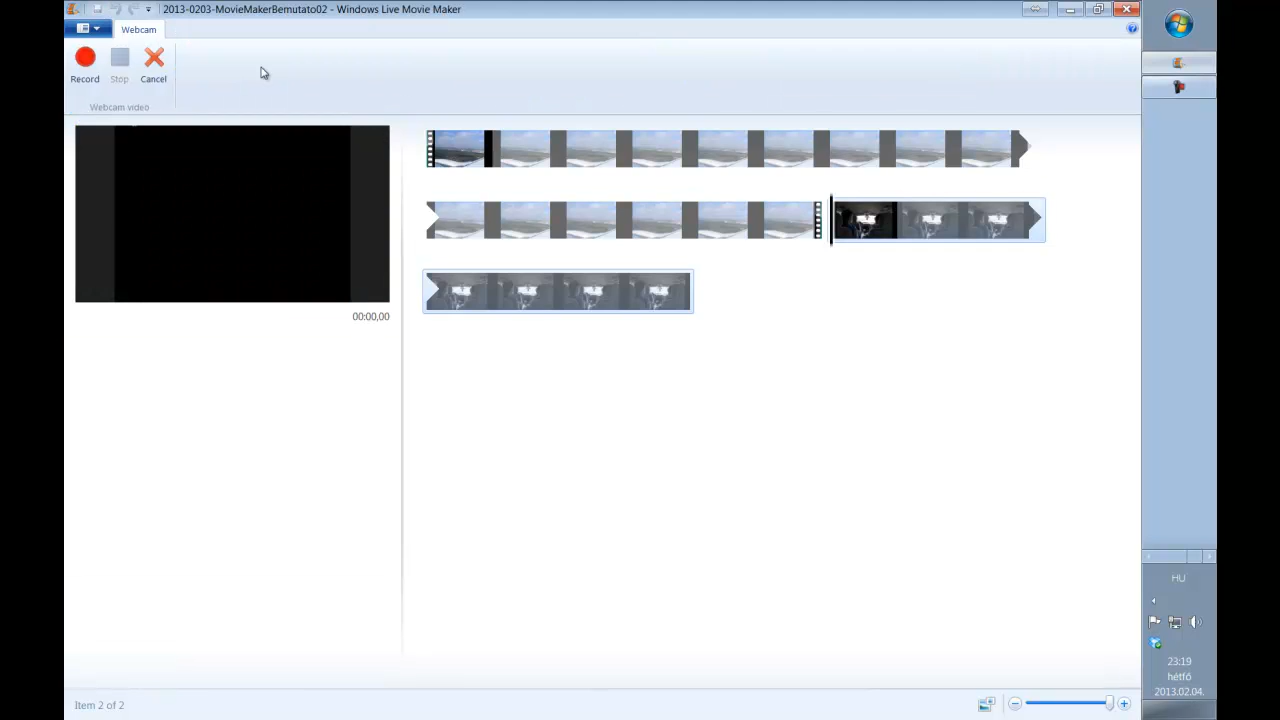 2013-0203-MovieMakerBemutato02 - Windows Live Movie Maker
Webcam
Record
Stop
Cancel
Webcam video
00:00,00
HU
23:19
hétfő
2013.02.04.
Item 2 of 2